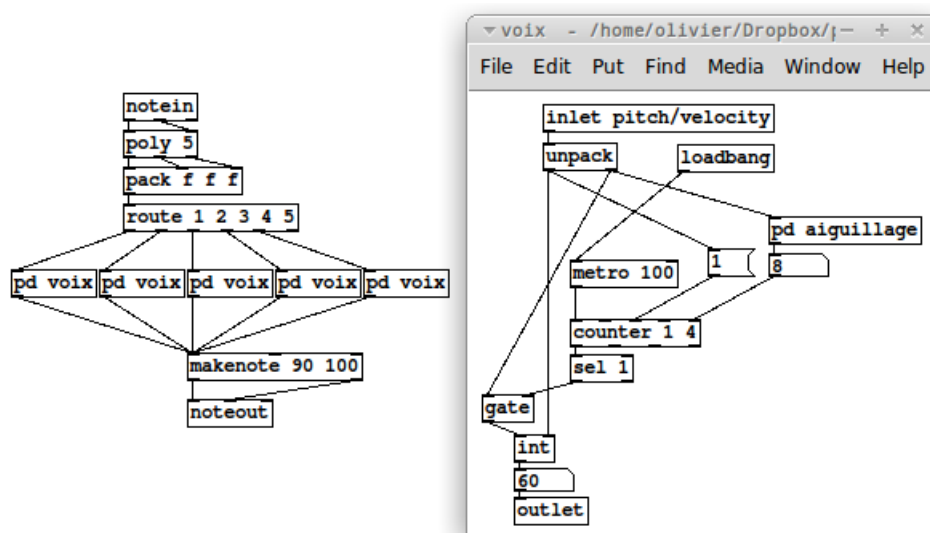 notein
poly 5
pack f f f
route 1 2 3 4 5
pd voix pd voix pd voix pd voix pd voix
makenote 90 100
noteout
voix - /home/olivier/Dropbox/p
File Edit Put Find Media Window Help
inlet pitch/velocity
unpack loadbang
pd aiguillage
metro 100 1 8
counter 1 4
sel 1
gate
int
60
outlet